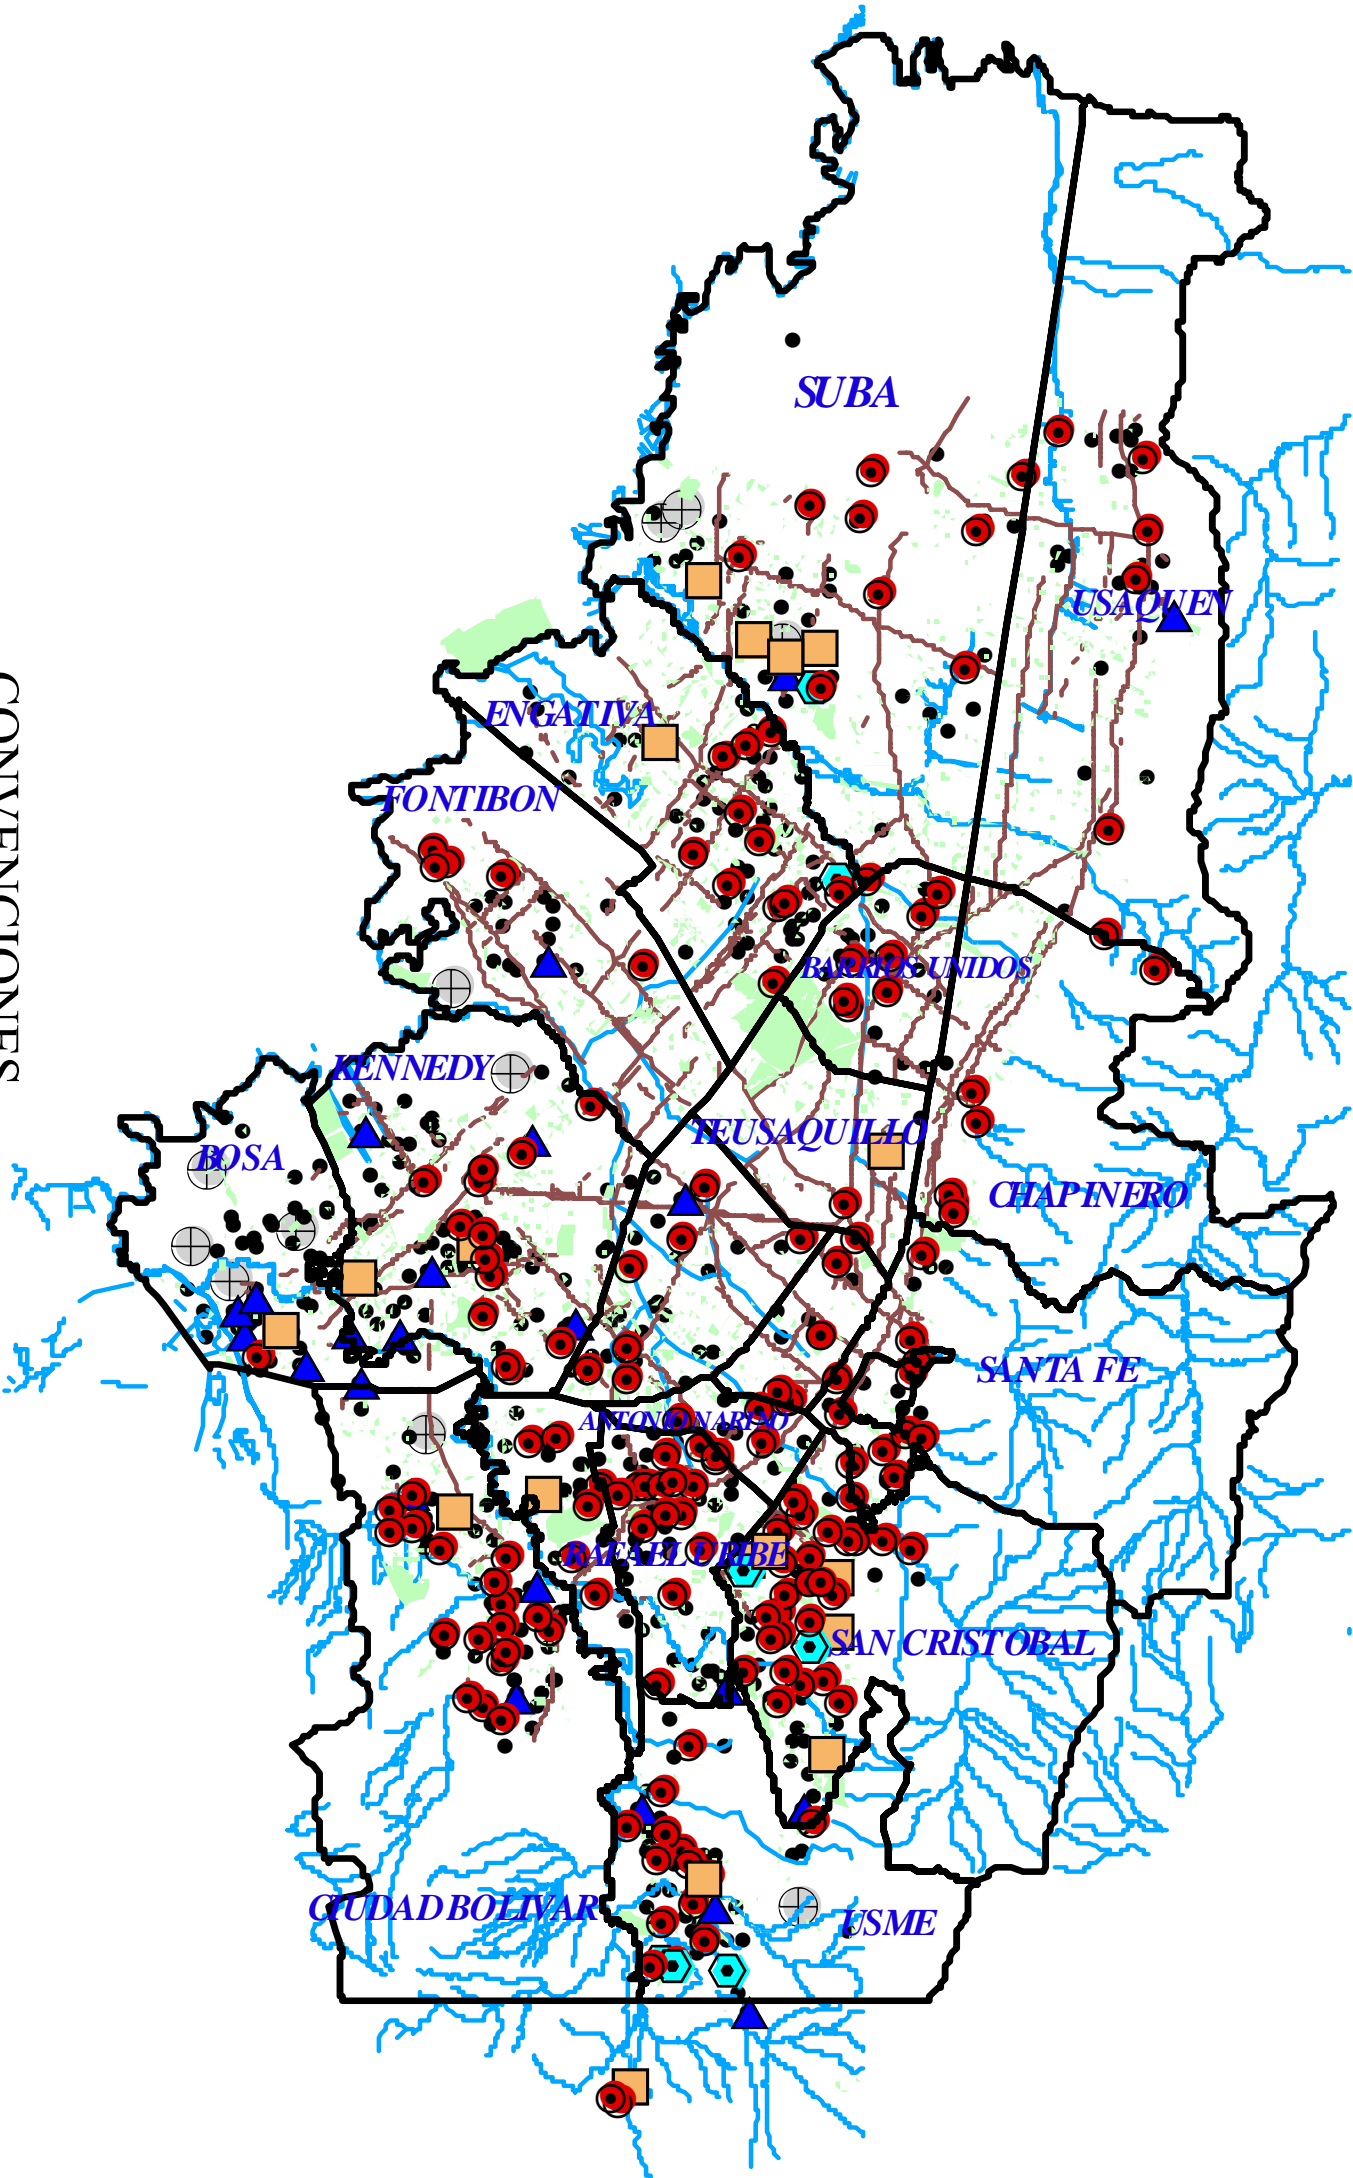 SUBA
USAQUEN
ENGATIVA
FONTIBON
BARRIOS UNIDOS
KENNEDY
TEUSAQUILLO
BOSA
CHAPINERO
SANTA FE
ANTONIO NARINO
RAFAEL URIBE
SAN CRISTOBAL
CIUDAD BOLIVAR
USME
CONVENCIONES